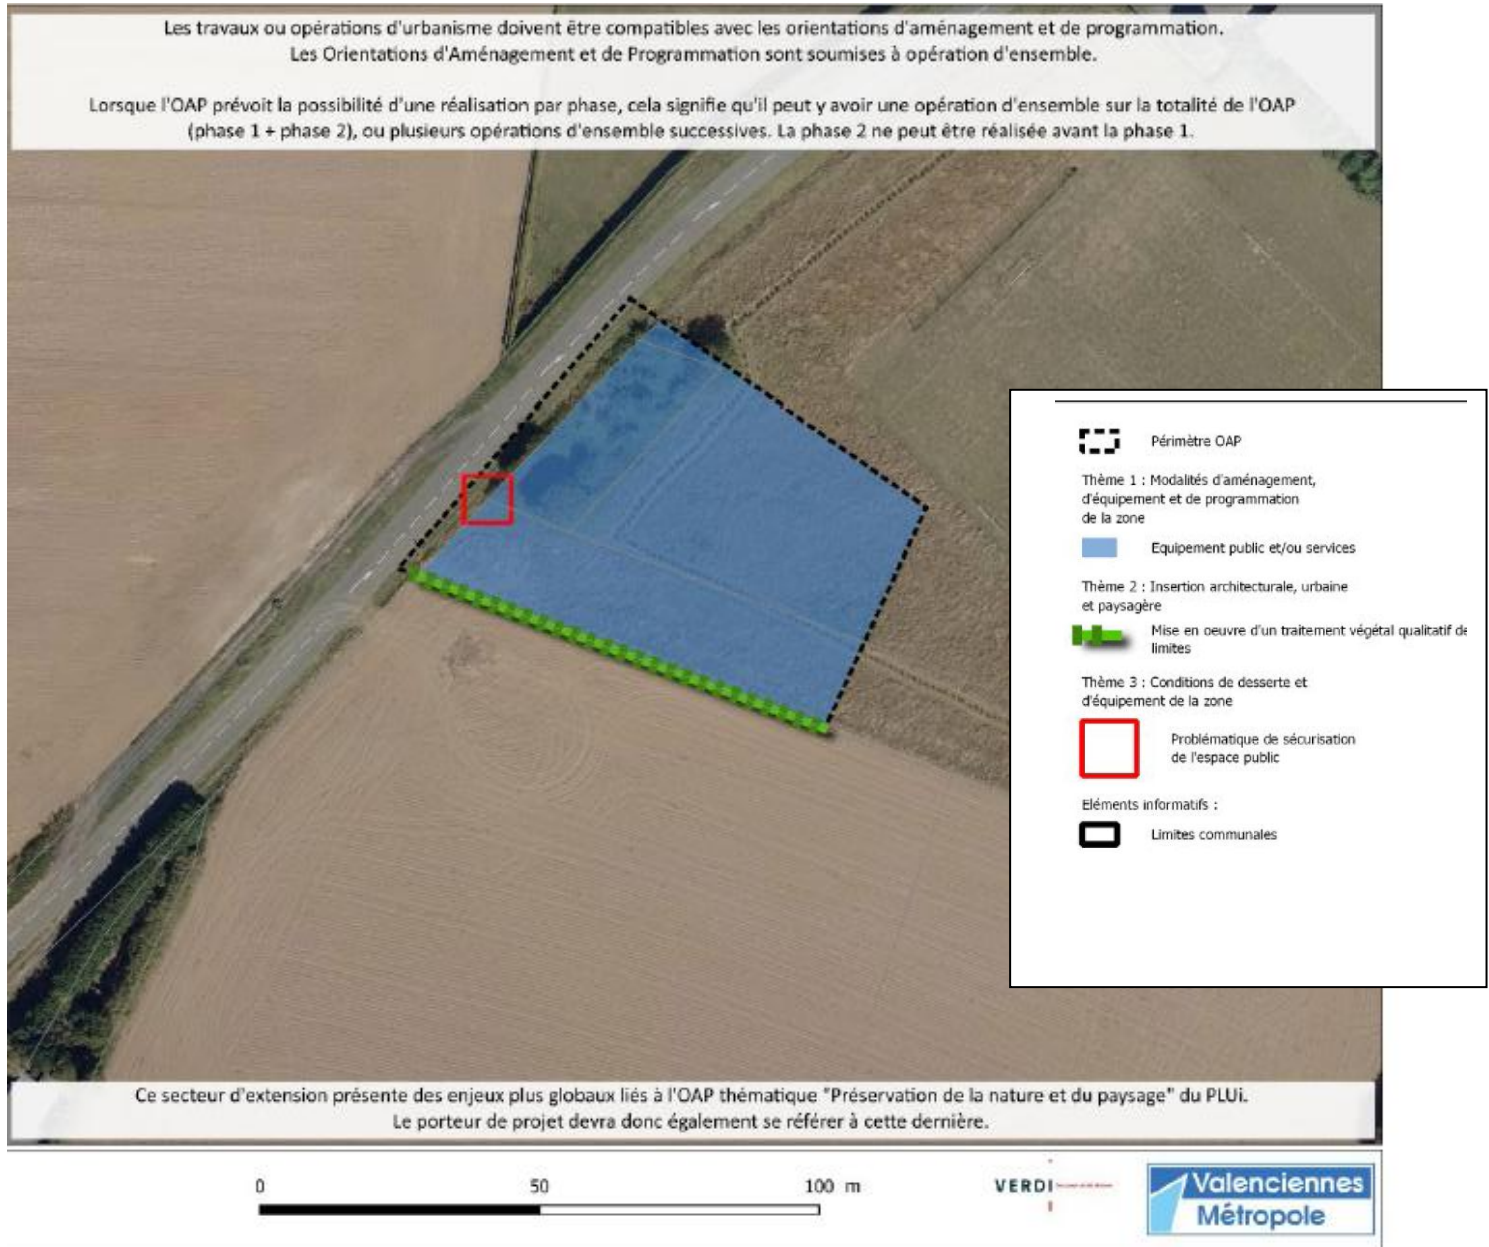 Les travaux ou opérations d'urbanisme doivent être compatibles avec les orientations d'aménagement et de programmation.
Les Orientations d'Aménagement et de Programmation sont soumises à opération d'ensemble.
Lorsque l'OAP prévoit la possibilité d'une réalisation par phase, cela signifie qu'il peut y avoir une opération d'ensemble sur la totalité de l'OAP
(phase 1 + phase 2), ou plusieurs opérations d'ensemble successives. La phase 2 ne peut être réalisée avant la phase 1.
Périmètre OAP
Thème 1 : Modalités d'aménagement,
d'équipement et de programmation
de la zone
Equipement public et/ou services
Thème 2 : Insertion architecturale, urbaine
et paysagère
Mise en oeuvre d'un traitement végétal qualitatif de
limites
Thème 3 : Conditions de desserte et
d'équipement de la zone
Problématique de sécurisation
de l'espace public
Eléments informatifs :
Limites communales
Ce secteur d'extension présente des enjeux plus globaux liés à l'OAP thématique "Préservation de la nature et du paysage" du PLUi.
Le porteur de projet devra donc également se référer à cette dernière.
0 50 100 m
VERDI
Valenciennes
Métropole